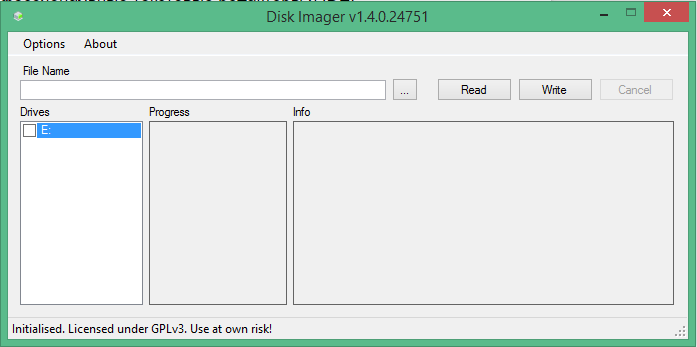 Disk Imager v1.4.0.24751
Options About
File Name
... Read Write Cancel
Drives Progress Info
E:
Initialised. Licensed under GPLv3. Use at own risk!